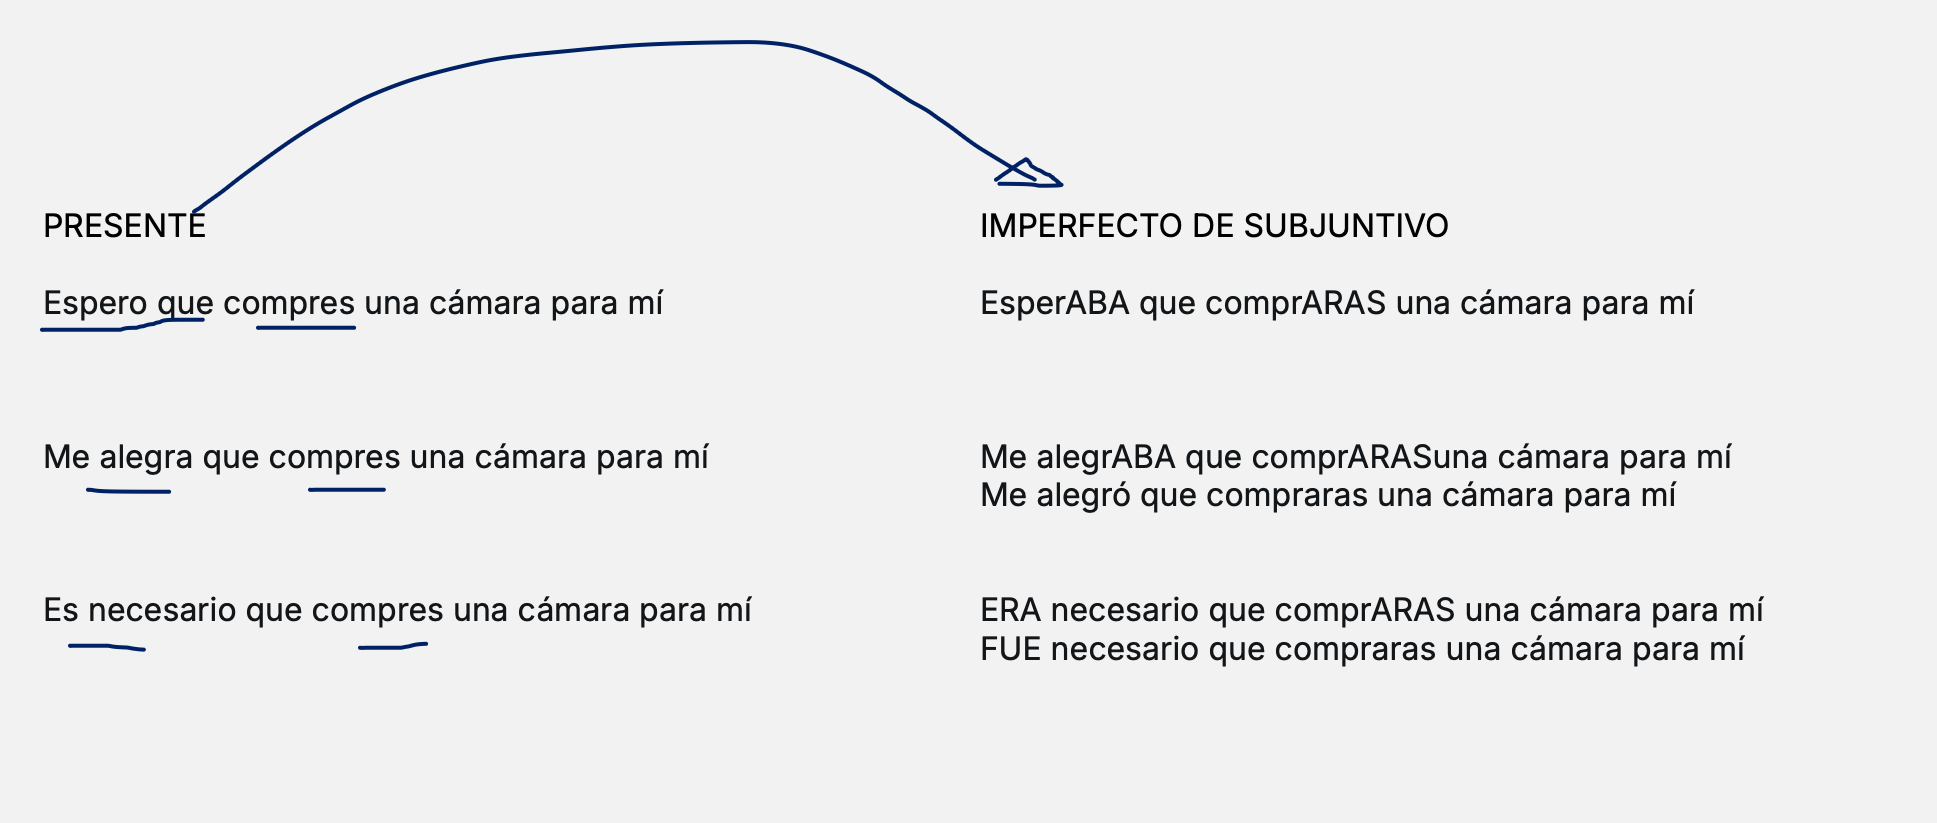 PRESENTE
IMPERFECTO DE SUBJUNTIVO
Espero que compres una cámara para mí
EsperABA que comprARAS una cámara para mí
Me alegra que compres una cámara para mí
Me alegrABA que comprARASuna cámara para mí
Me alegró que compraras una cámara para mí
Es necesario que compres una cámara para mí
ERA necesario que comprARAS una cámara para mí
FUE necesario que compraras una cámara para mí